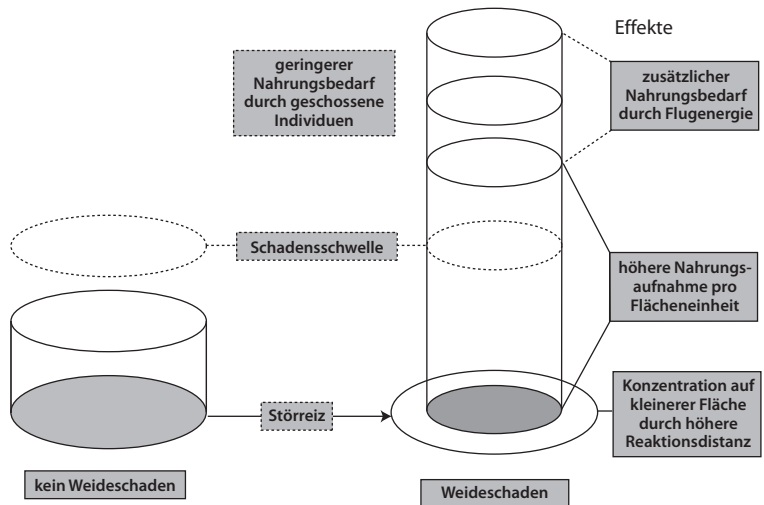 Effekte
geringerer
Nahrungsbedarf
durch geschossene
Individuen
zusätzlicher
Nahrungsbedarf
durch Flugenergie
Schadensschwelle
höhere Nahrungs-
aufnahme pro
Flächeneinheit
Störreiz
Konzentration auf
kleinerer Fläche
durch höhere
Reaktionsdistanz
kein Weideschaden
Weideschaden